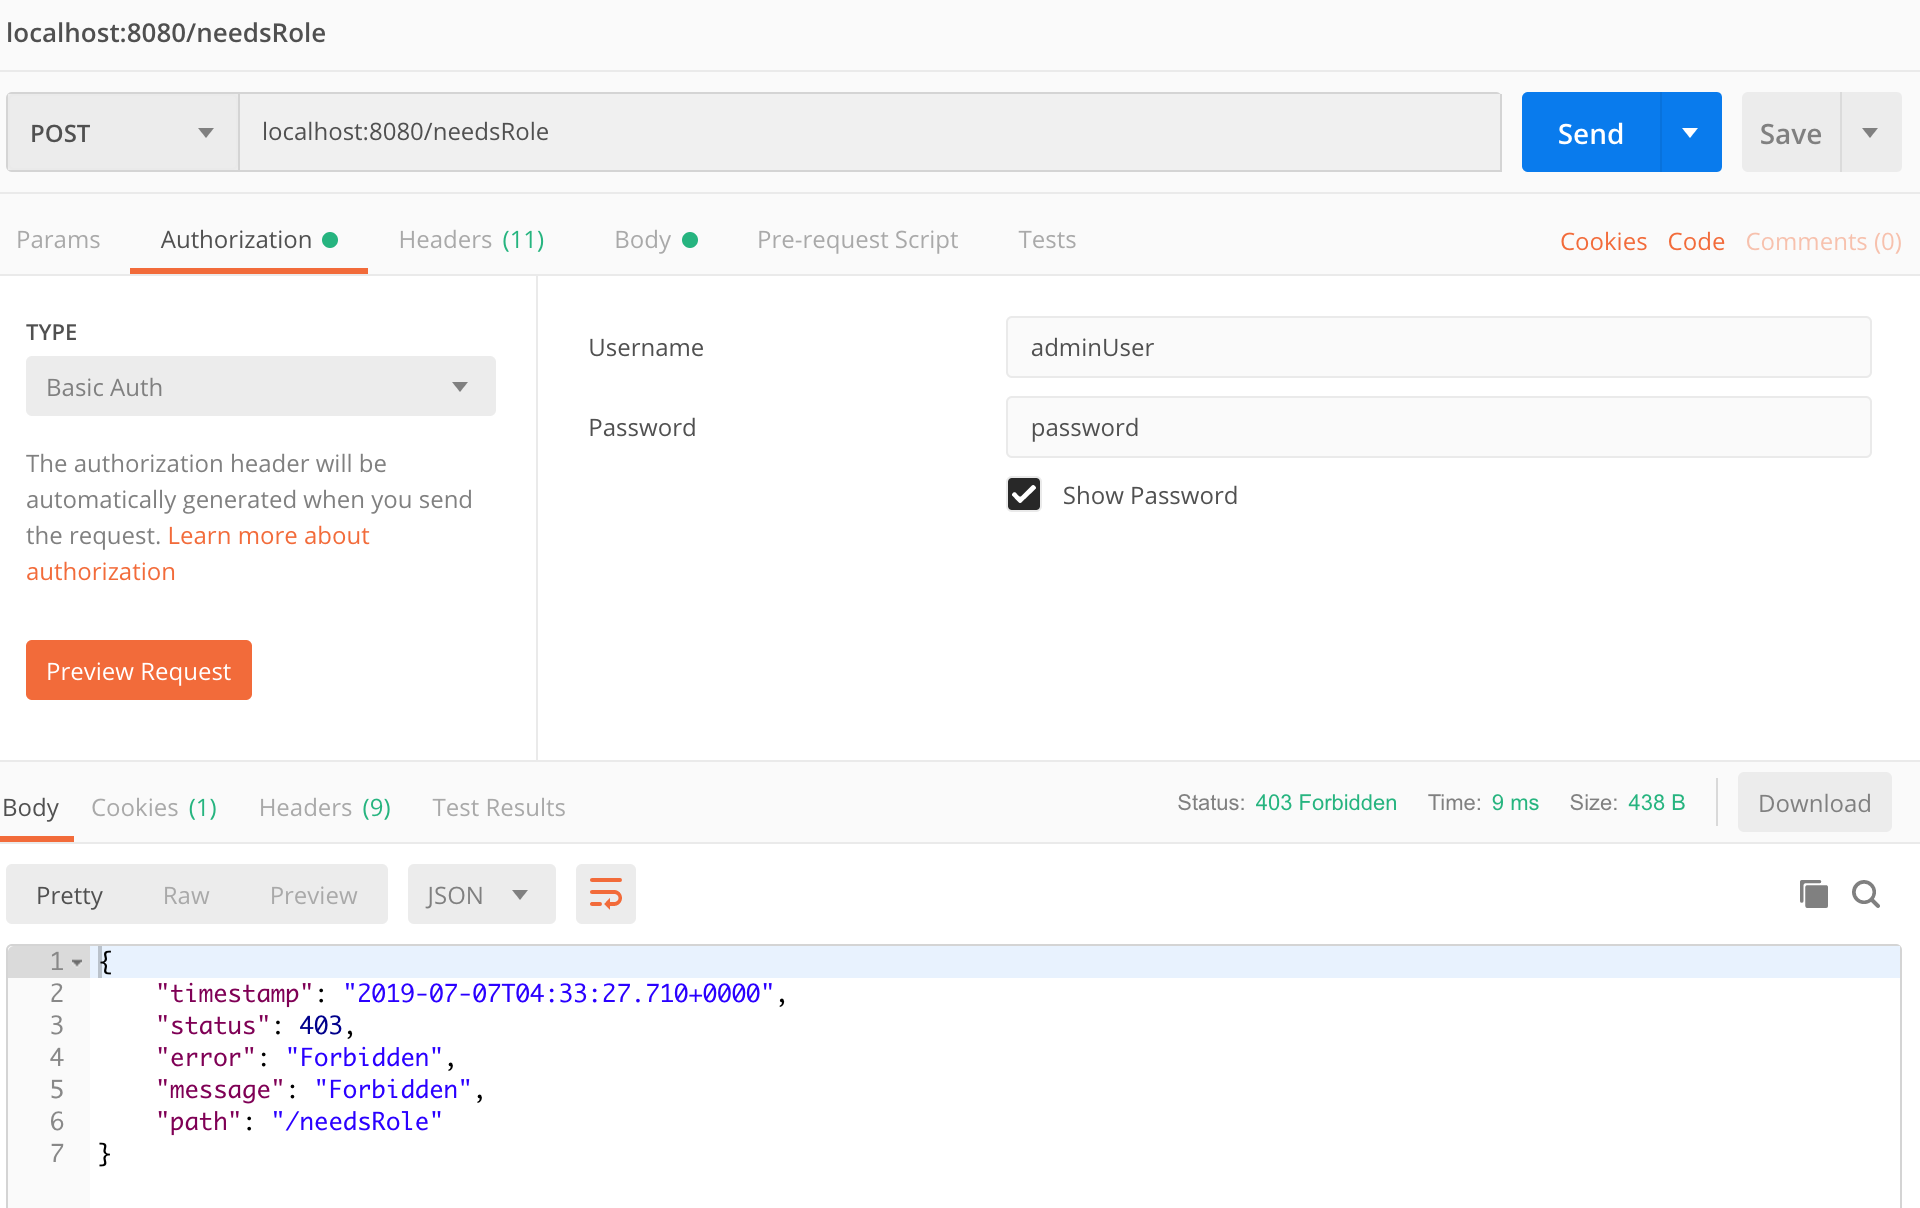 localhost:8080/needsRole
POST localhost:8080/needsRole Send Save
Params Authorization Headers (11) Body Pre-request Script Tests Cookies Code Comments (0)
TYPE
Basic Auth
The authorization header will be
automatically generated when you send
the request. Learn more about
authorization
Preview Request
Username adminUser
Password password
Show Password
Body Cookies (1) Headers (9) Test Results Status: 403 Forbidden Time: 9 ms Size: 438 B Download
Pretty Raw Preview JSON
1 {
2 "timestamp": "2019-07-07T04:33:27.710+0000",
3 "status": 403,
4 "error": "Forbidden",
5 "message": "Forbidden",
6 "path": "/needsRole"
7 }